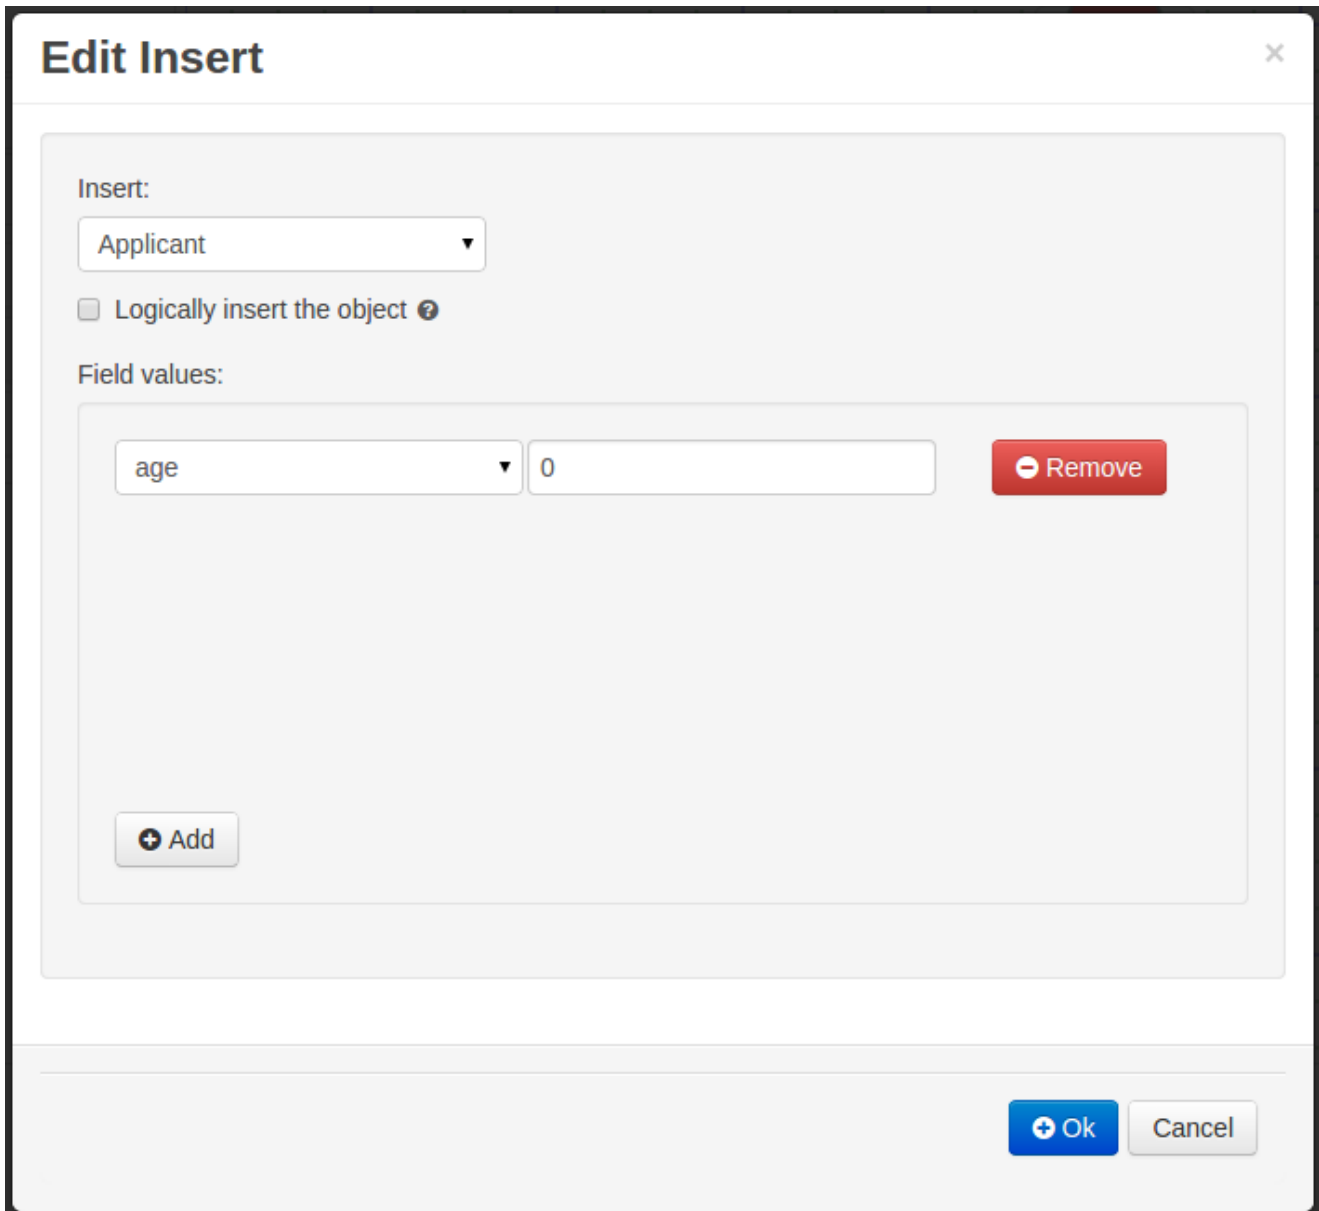 Edit Insert ×
Insert:
Applicant
Logically insert the object
Field values:
age 0 Remove
Add
Ok Cancel